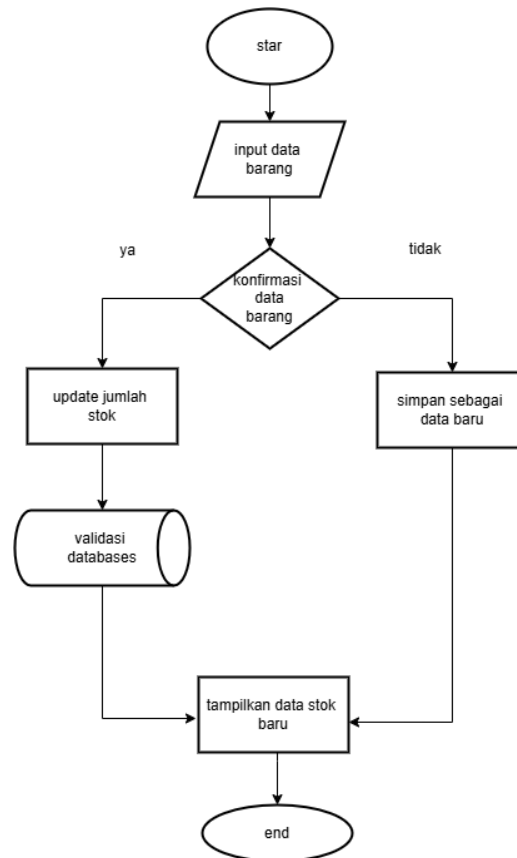 star
input data
barang
ya
tidak
konfirmasi
data
barang
update jumlah
stok
simpan sebagai
data baru
validasi
databases
tampilkan data stok
baru
end